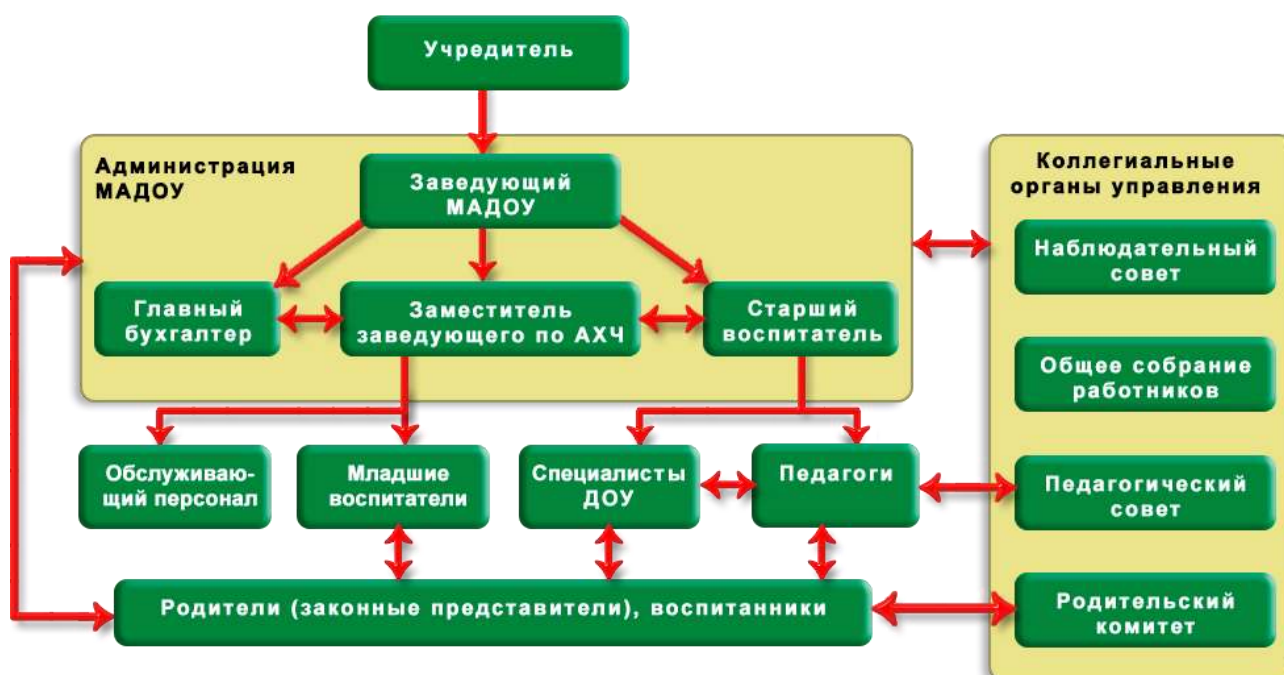 Учредитель
Администрация
МАДОУ
Заведующий
МАДОУ
Главный
бухгалтер
Заместитель
заведующего по АХЧ
Старший
воспитатель
Обслуживаю-
щий персонал
Младшие
воспитатели
Специалисты
ДОУ
Педагоги
Родители (законные представители), воспитанники
Коллегиальные
органы управления
Наблюдательный
совет
Общее собрание
работников
Педагогический
совет
Родительский
комитет